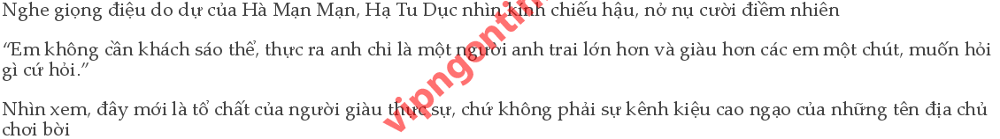 Nghe giọng điệu do dự của Hà Mạn Mạn, Hạ Tu Dục nhìn kính chiếu hậu, nở nụ cười điềm nhiên
“Em không cần khách sáo thế, thực ra anh chỉ là một người anh trai lớn hơn và giàu hơn các em một chút, muốn hỏi
gì cứ hỏi.”
Nhìn xem, đây mới là tổ chất của người giàu thực sự, chứ không phải sự kênh kiệu cao ngạo của những tên địa chủ
chơi bời